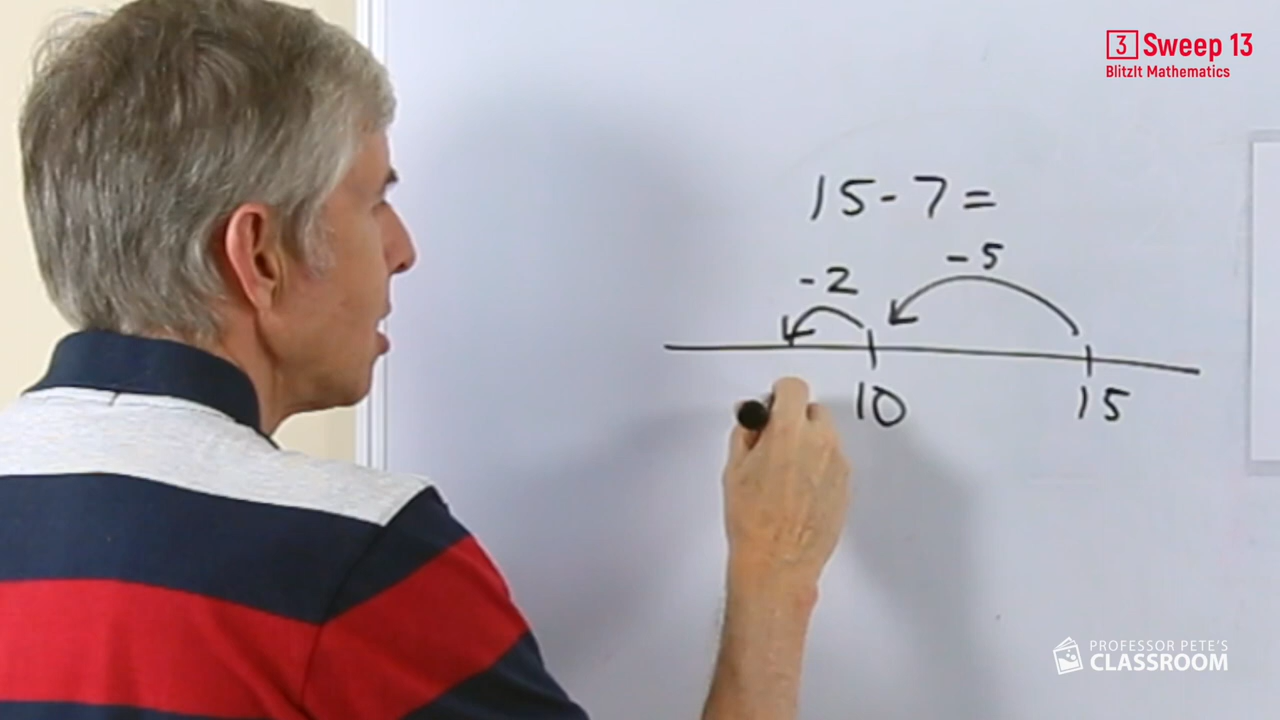 3 Sweep 13
BlitzIt Mathematics
15-7=
-2 -5
10 15
PROFESSOR PETE'S
CLASSROOM